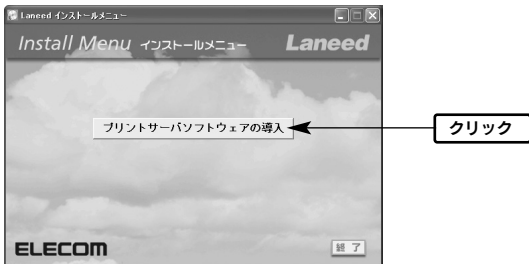 Laneed インストールメニュー
Install Menu インストールメニュー Laneed
プリントサーバソフトウェアの導入
クリック
ELECOM
終 了